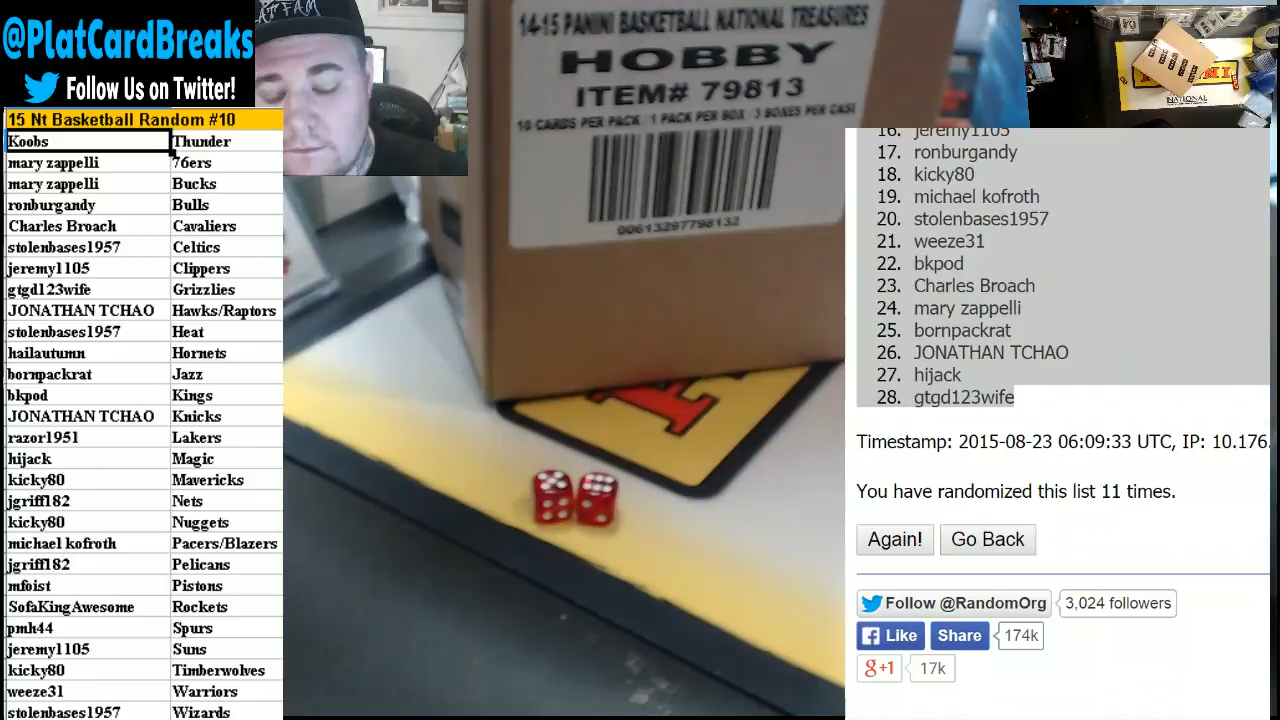 @PlatCardBreaks
Follow Us on Twitter!
15 Nt Basketball Random #10
Koobs Thunder
mary zappelli 76ers
mary zappelli Bucks
ronburgandy Bulls
Charles Broach Cavaliers
stolenbases1957 Celtics
jeremy1105 Clippers
gtgd123wife Grizzlies
JONATHAN TCHAO Hawks/Raptors
stolenbases1957 Heat
hailautumn Hornets
bornpackrat Jazz
bkpod Kings
JONATHAN TCHAO Knicks
razor1951 Lakers
hijack Magic
kicky80 Mavericks
jgriff182 Nets
kicky80 Nuggets
michael kofroth Pacers/Blazers
jgriff182 Pelicans
mfoist Pistons
SofaKingAwesome Rockets
pmh44 Spurs
jeremy1105 Suns
kicky80 Timberwolves
weeze31 Warriors
stolenbases1957 Wizards
14-15 PANINI BASKETBALL NATIONAL TREASURES
HOBBY
ITEM# 79813
10 CARDS PER PACK / 1 PACK PER BOX / 3 BOXES PER CASE
00613297798132
16. jeremy1105
17. ronburgandy
18. kicky80
19. michael kofroth
20. stolenbases1957
21. weeze31
22. bkpod
23. Charles Broach
24. mary zappelli
25. bornpackrat
26. JONATHAN TCHAO
27. hijack
28. gtgd123wife
Timestamp: 2015-08-23 06:09:33 UTC, IP: 10.176.
You have randomized this list 11 times.
Again! Go Back
Follow @RandomOrg 3,024 followers
Like Share 174k
g+1 17k